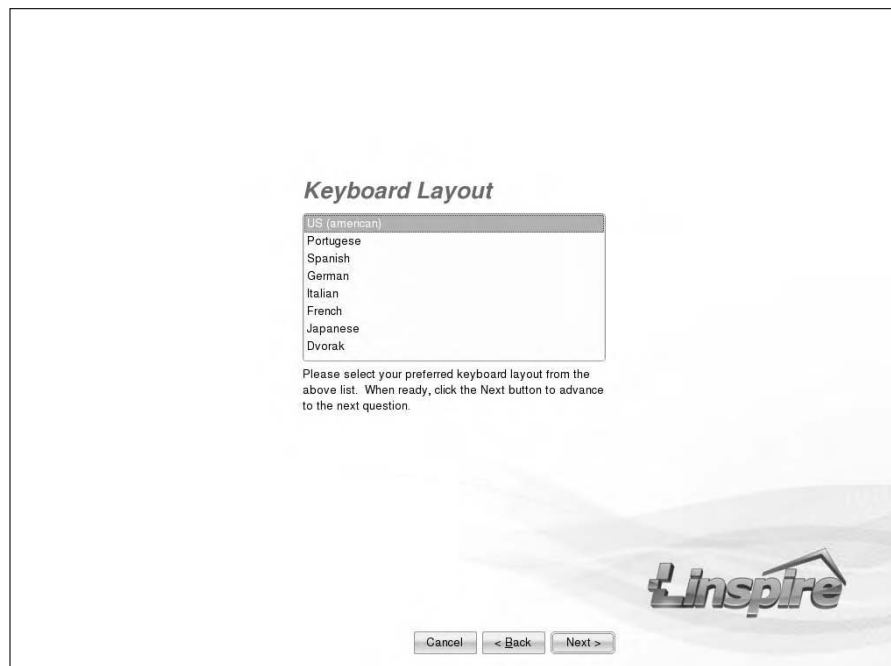 Keyboard Layout
US (american)
Portugese
Spanish
German
Italian
French
Japanese
Dvorak
Please select your preferred keyboard layout from the
above list. When ready, click the Next button to advance
to the next question.
Linspire
Cancel
< Back
Next >